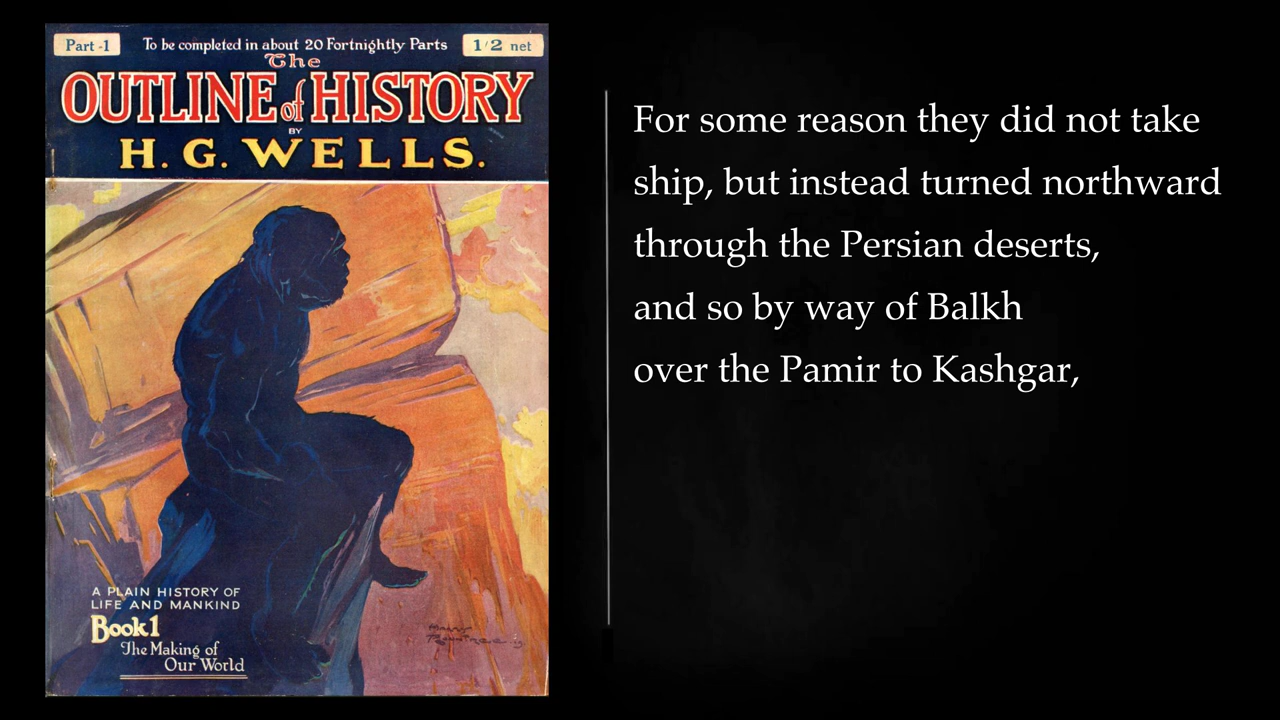 Part -1
To be completed in about 20 Fortnightly Parts
1/2 net
The
OUTLINE of HISTORY
BY
H. G. WELLS.
A PLAIN HISTORY OF
LIFE AND MANKIND
Book 1
The Making of
Our World
For some reason they did not take
ship, but instead turned northward
through the Persian deserts,
and so by way of Balkh
over the Pamir to Kashgar,